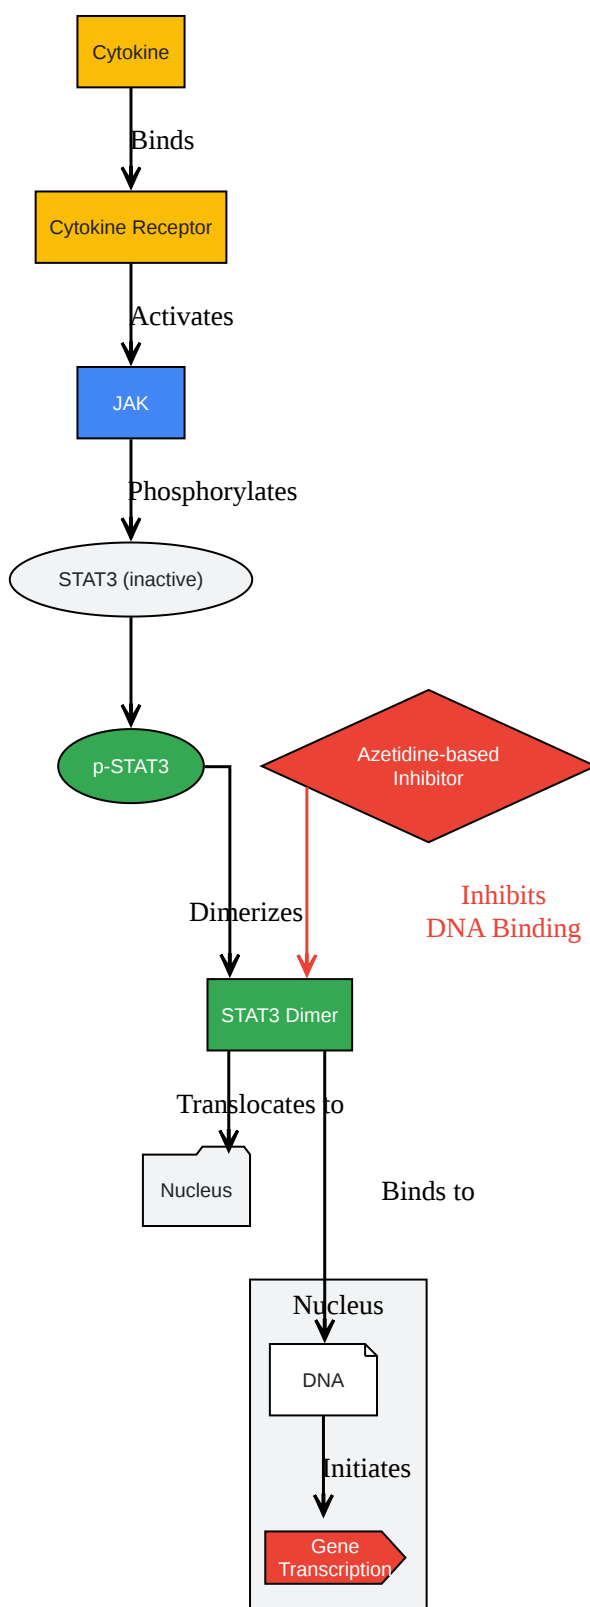 Cytokine
Binds
Cytokine Receptor
Activates
JAK
Phosphorylates
STAT3 (inactive)
p-STAT3
Azetidine-based
Inhibitor
Inhibits
DNA Binding
Dimerizes
STAT3 Dimer
Translocates to
Nucleus
Binds to
Nucleus
DNA
Initiates
Gene
Transcription